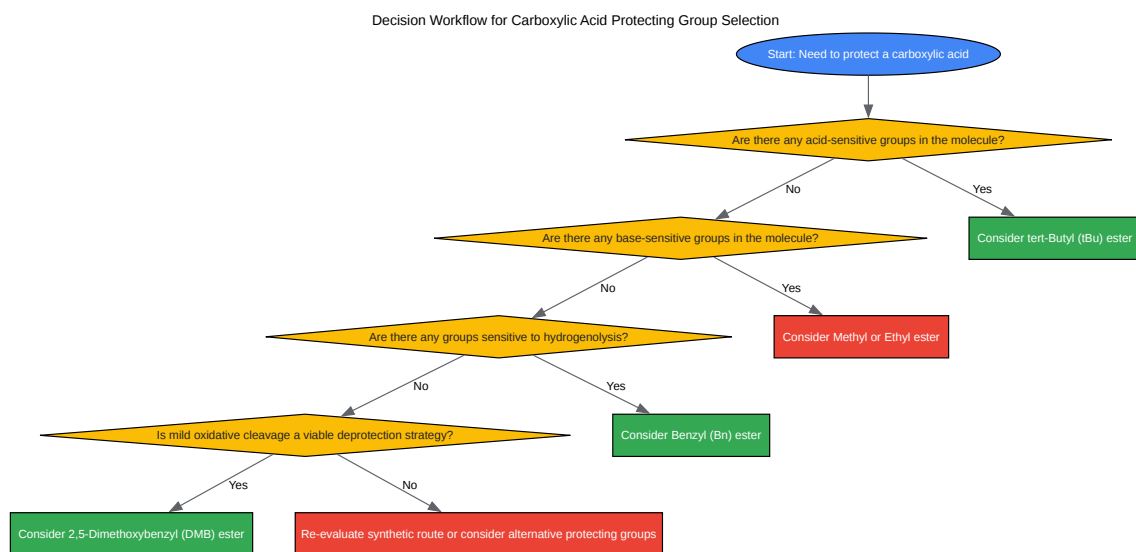 Decision Workflow for Carboxylic Acid Protecting Group Selection
Start: Need to protect a carboxylic acid
Are there any acid-sensitive groups in the molecule?
No
Yes
Are there any base-sensitive groups in the molecule?
Consider tert-Butyl (tBu) ester
No
Yes
Are there any groups sensitive to hydrogenolysis?
Consider Methyl or Ethyl ester
No
Yes
Is mild oxidative cleavage a viable deprotection strategy?
Consider Benzyl (Bn) ester
Yes
No
Consider 2,5-Dimethoxybenzyl (DMB) ester
Re-evaluate synthetic route or consider alternative protecting groups